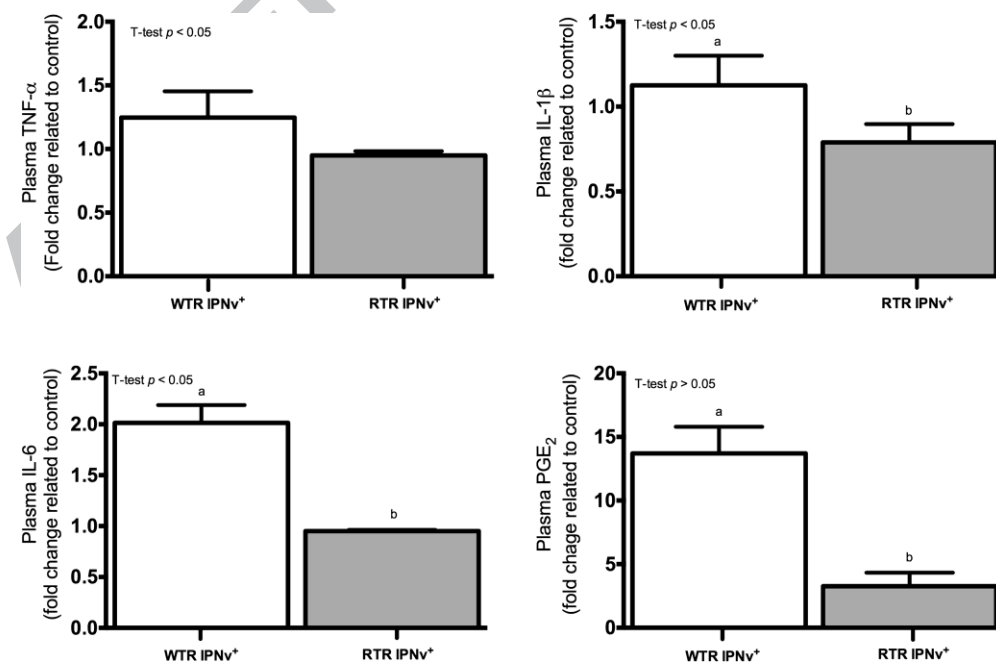 Plasma TNF-α
(Fold change related to control)
2.0
1.5
1.0
0.5
0.0
T-test p < 0.05
WTR IPNv⁺
RTR IPNv⁺
Plasma IL-1β
(fold change related to control)
1.5
1.0
0.5
0.0
T-test p < 0.05
a
b
WTR IPNv⁺
RTR IPNv⁺
Plasma IL-6
(fold change related to control)
2.5
2.0
1.5
1.0
0.5
0.0
T-test p < 0.05
a
b
WTR IPNv⁺
RTR IPNv⁺
Plasma PGE₂
(fold chage related to control)
20
15
10
5
0
T-test p > 0.05
a
b
WTR IPNv⁺
RTR IPNv⁺